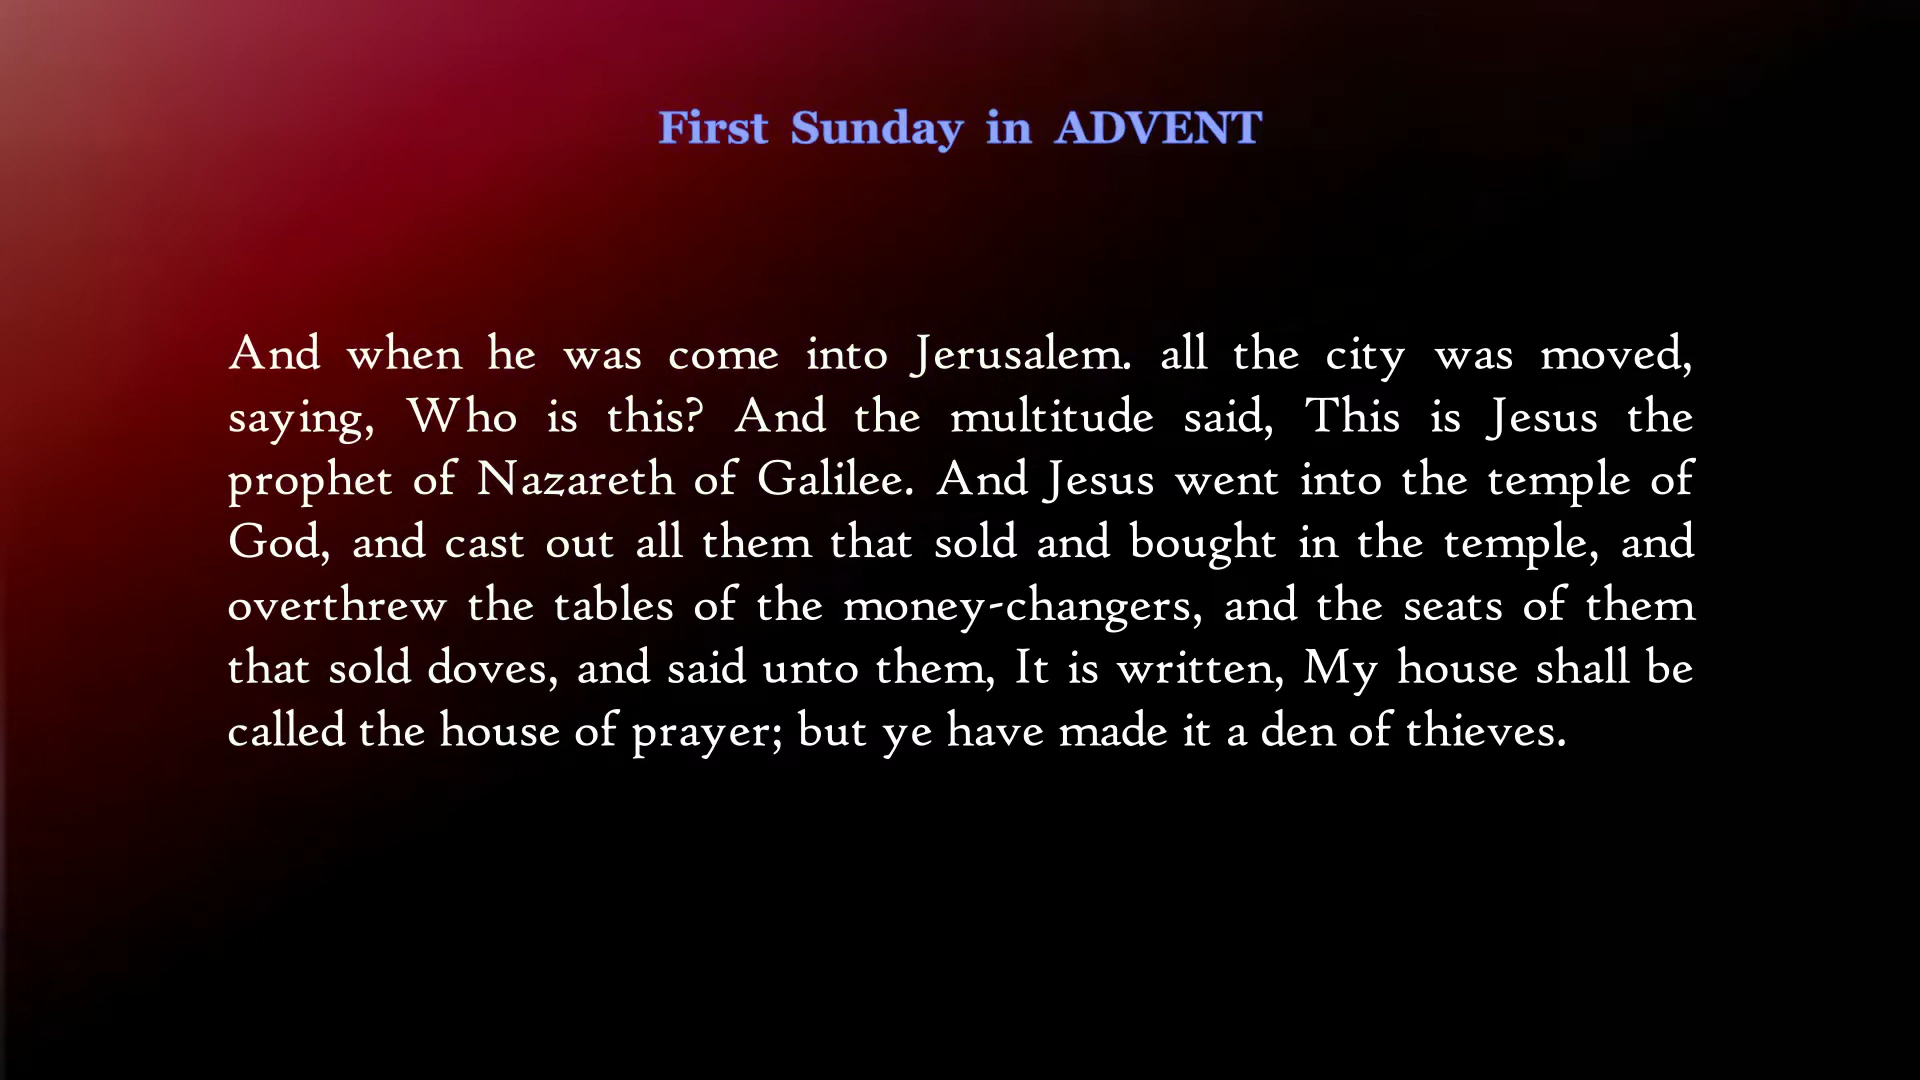 First Sunday in ADVENT
And when he was come into Jerusalem. all the city was moved,
saying, Who is this? And the multitude said, This is Jesus the
prophet of Nazareth of Galilee. And Jesus went into the temple of
God, and cast out all them that sold and bought in the temple, and
overthrew the tables of the money-changers, and the seats of them
that sold doves, and said unto them, It is written, My house shall be
called the house of prayer; but ye have made it a den of thieves.